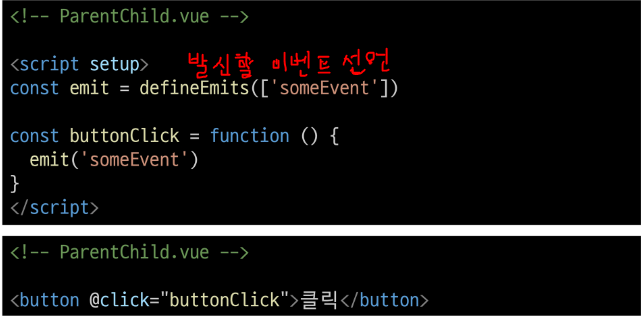 <!-- ParentChild.vue -->
<script setup>
발신할 이벤트 선언
const emit = defineEmits(['someEvent'])
const buttonClick = function () {
  emit('someEvent')
}
</script>
<!-- ParentChild.vue -->
<button @click="buttonClick">클릭</button>